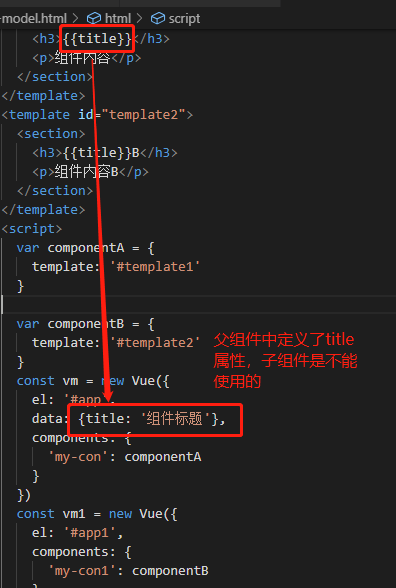 -model.html > html > script
<h3>{{title}}</h3>
<p>组件内容</p>
</section>
</template>
<template id="template2">
<section>
<h3>{{title}}B</h3>
<p>组件内容B</p>
</section>
</template>
<script>
var componentA = {
template: '#template1'
}
var componentB = {
template: '#template2'
}
父组件中定义了title
属性，子组件是不能
使用的
const vm = new Vue({
el: '#app',
data: {title: '组件标题'},
components: {
'my-con': componentA
}
})
const vm1 = new Vue({
el: '#app1',
components: {
'my-con1': componentB
}